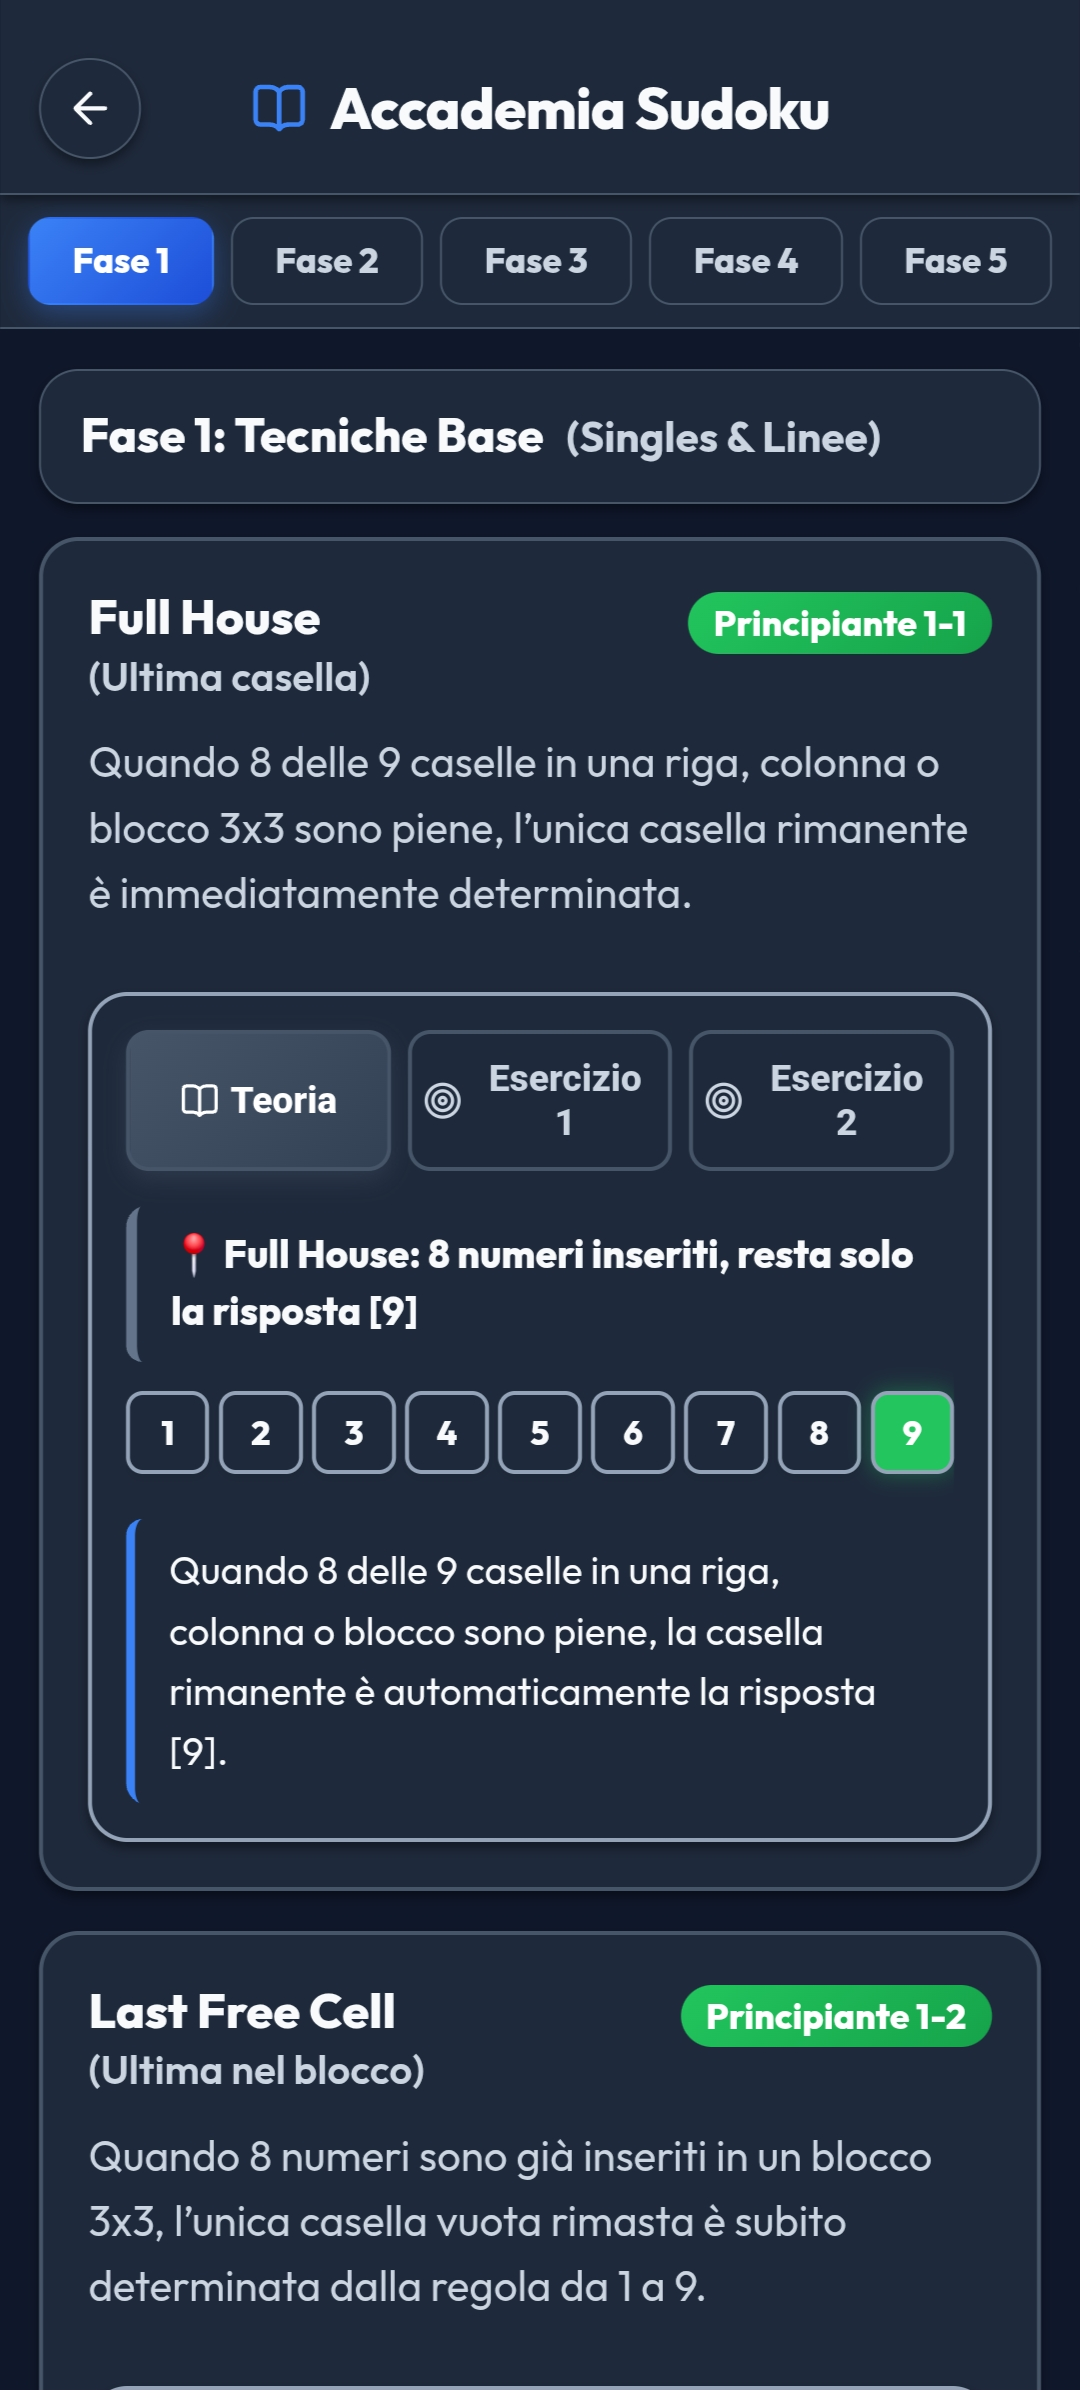 Accademia Sudoku
Fase 1
Fase 2
Fase 3
Fase 4
Fase 5
Fase 1: Tecniche Base (Singles & Linee)
Full House
Principiante 1-1
(Ultima casella)
Quando 8 delle 9 caselle in una riga, colonna o
blocco 3x3 sono piene, l’unica casella rimanente
è immediatamente determinata.
Teoria
Esercizio
1
Esercizio
2
📍 Full House: 8 numeri inseriti, resta solo
la risposta [9]
1 2 3 4 5 6 7 8 9
Quando 8 delle 9 caselle in una riga,
colonna o blocco sono piene, la casella
rimanente è automaticamente la risposta
[9].
Last Free Cell
Principiante 1-2
(Ultima nel blocco)
Quando 8 numeri sono già inseriti in un blocco
3x3, l’unica casella vuota rimasta è subito
determinata dalla regola da 1 a 9.